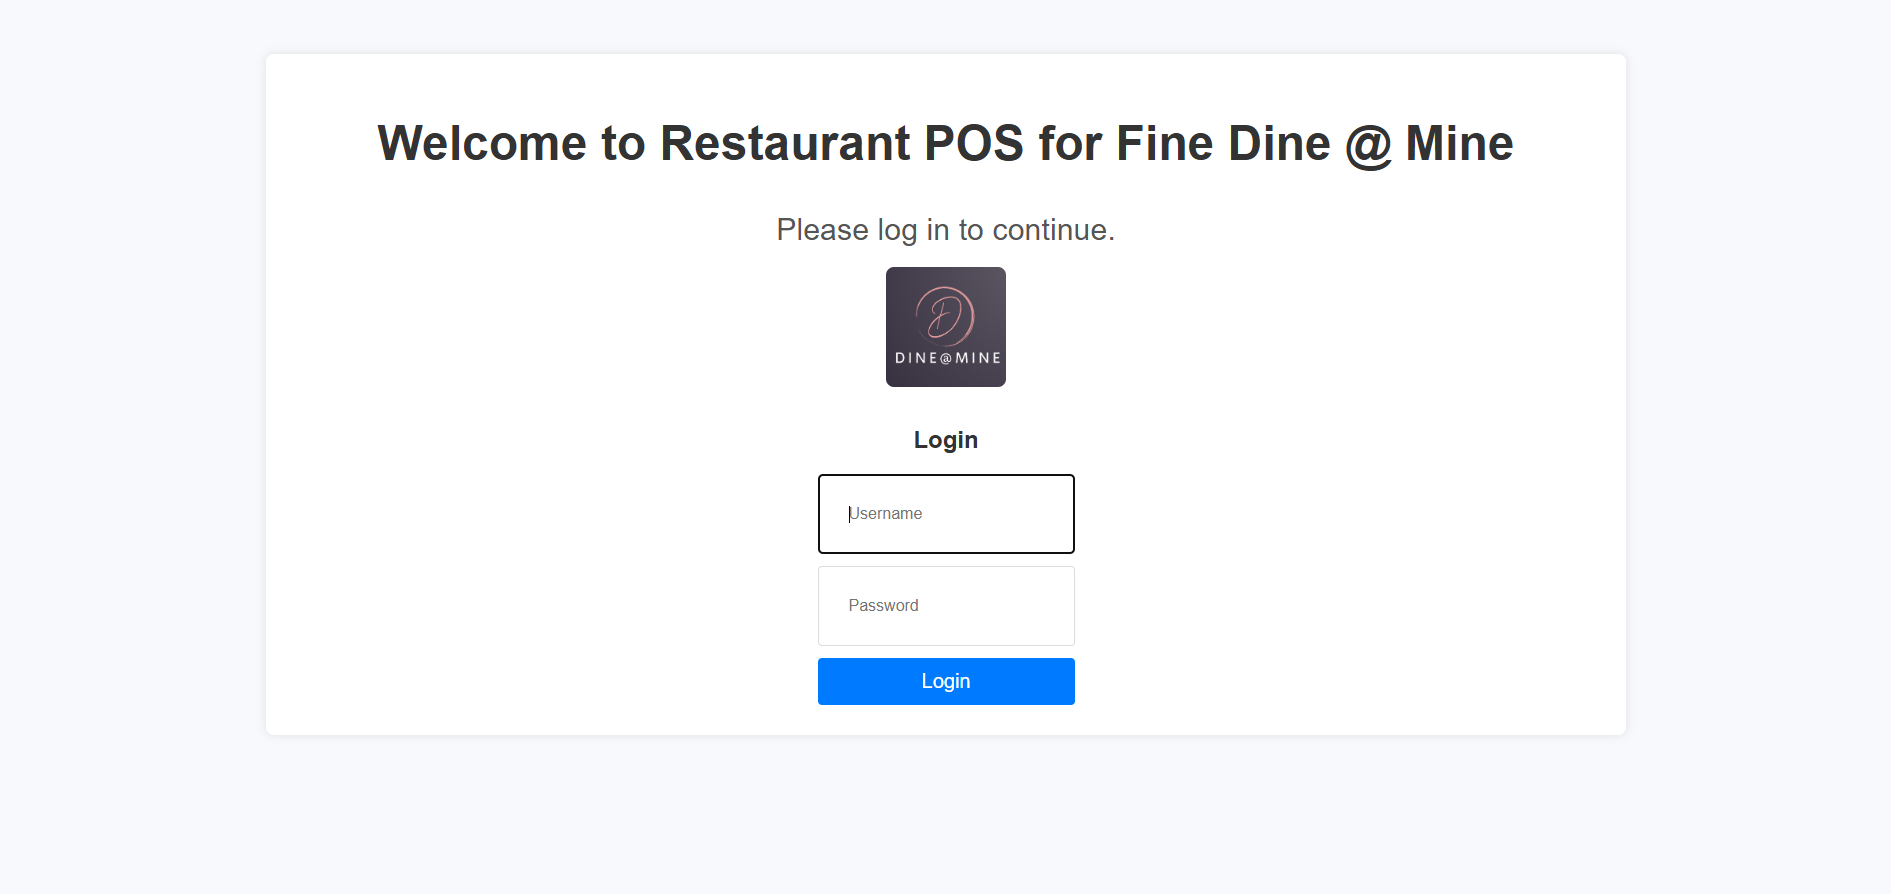 Welcome to Restaurant POS for Fine Dine @ Mine
Please log in to continue.
D
DINE@MINE
Login
Username
Password
Login